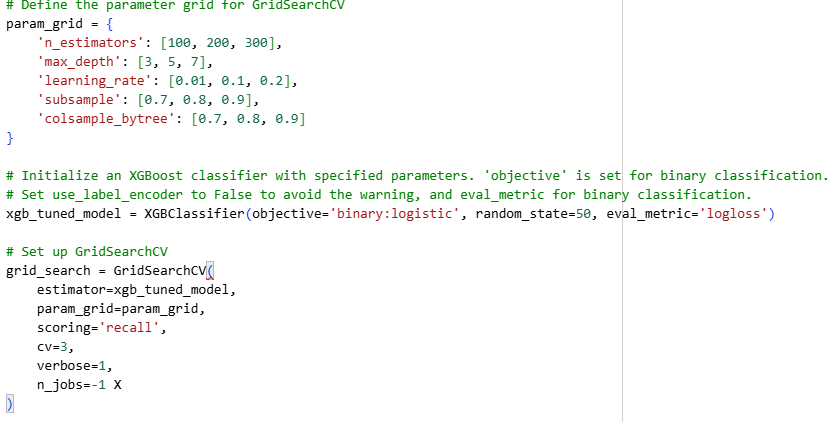 # Define the parameter grid for GridSearchCV
param_grid = {
    'n_estimators': [100, 200, 300],
    'max_depth': [3, 5, 7],
    'learning_rate': [0.01, 0.1, 0.2],
    'subsample': [0.7, 0.8, 0.9],
    'colsample_bytree': [0.7, 0.8, 0.9]
}
# Initialize an XGBoost classifier with specified parameters. 'objective' is set for binary classification.
# Set use_label_encoder to False to avoid the warning, and eval_metric for binary classification.
xgb_tuned_model = XGBClassifier(objective='binary:logistic', random_state=50, eval_metric='logloss')
# Set up GridSearchCV
grid_search = GridSearchCV(
    estimator=xgb_tuned_model,
    param_grid=param_grid,
    scoring='recall',
    cv=3,
    verbose=1,
    n_jobs=-1 X
)